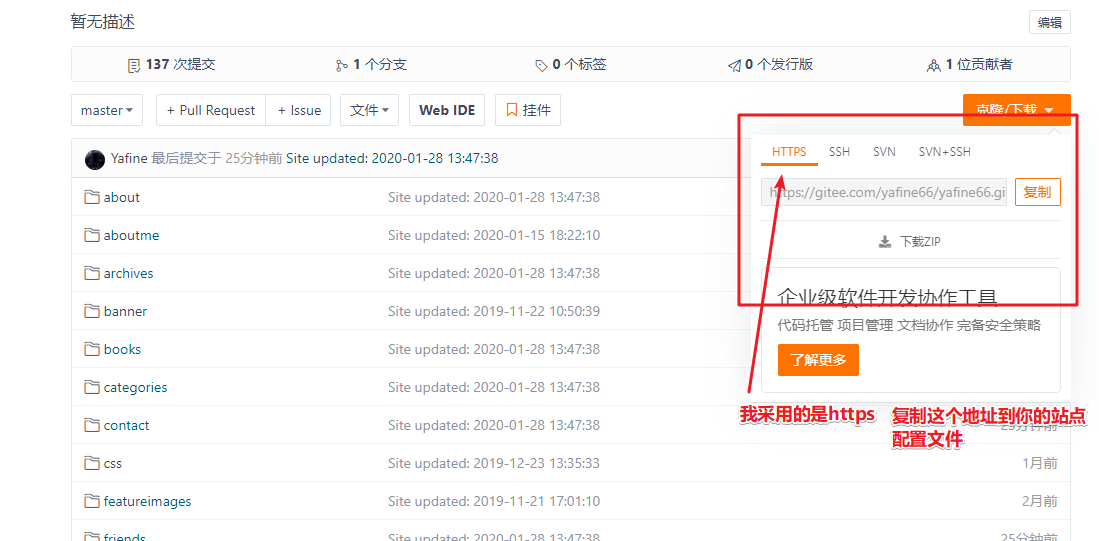 暂无描述
编辑
137 次提交
1 个分支
0 个标签
0 个发行版
1 位贡献者
master
+ Pull Request
+ Issue
文件
Web IDE
挂件
克隆/下载
HTTPS
SSH
SVN
SVN+SSH
https://gitee.com/yafine66/yafine66.gi
复制
下载ZIP
企业级软件开发协作工具
代码托管 项目管理 文档协作 完备安全策略
了解更多
Yafine 最后提交于 25分钟前 Site updated: 2020-01-28 13:47:38
about Site updated: 2020-01-28 13:47:38
aboutme Site updated: 2020-01-15 18:22:10
archives Site updated: 2020-01-28 13:47:38
banner Site updated: 2019-11-22 10:50:39
books Site updated: 2020-01-28 13:47:38
categories Site updated: 2020-01-28 13:47:38
我采用的是https
复制这个地址到你的站点
配置文件
contact Site updated: 2020-01-28 13:47:38 25分钟前
css Site updated: 2019-12-23 13:35:33 1月前
featureimages Site updated: 2019-11-21 17:01:10 2月前
friends Site updated: 2020-01-28 13:47:38 25分钟前